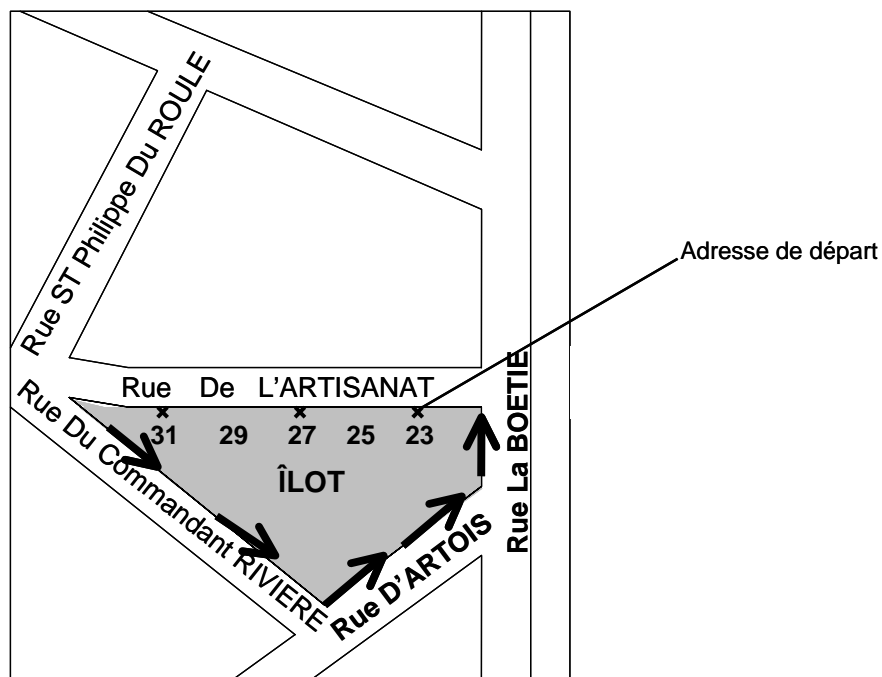 Rue ST Philippe Du ROULE
Adresse de départ
Rue De L'ARTISANAT
31 29 27 25 23
ÎLOT
Rue Du Commandant RIVIERE
Rue D'ARTOIS
Rue La BOETIE